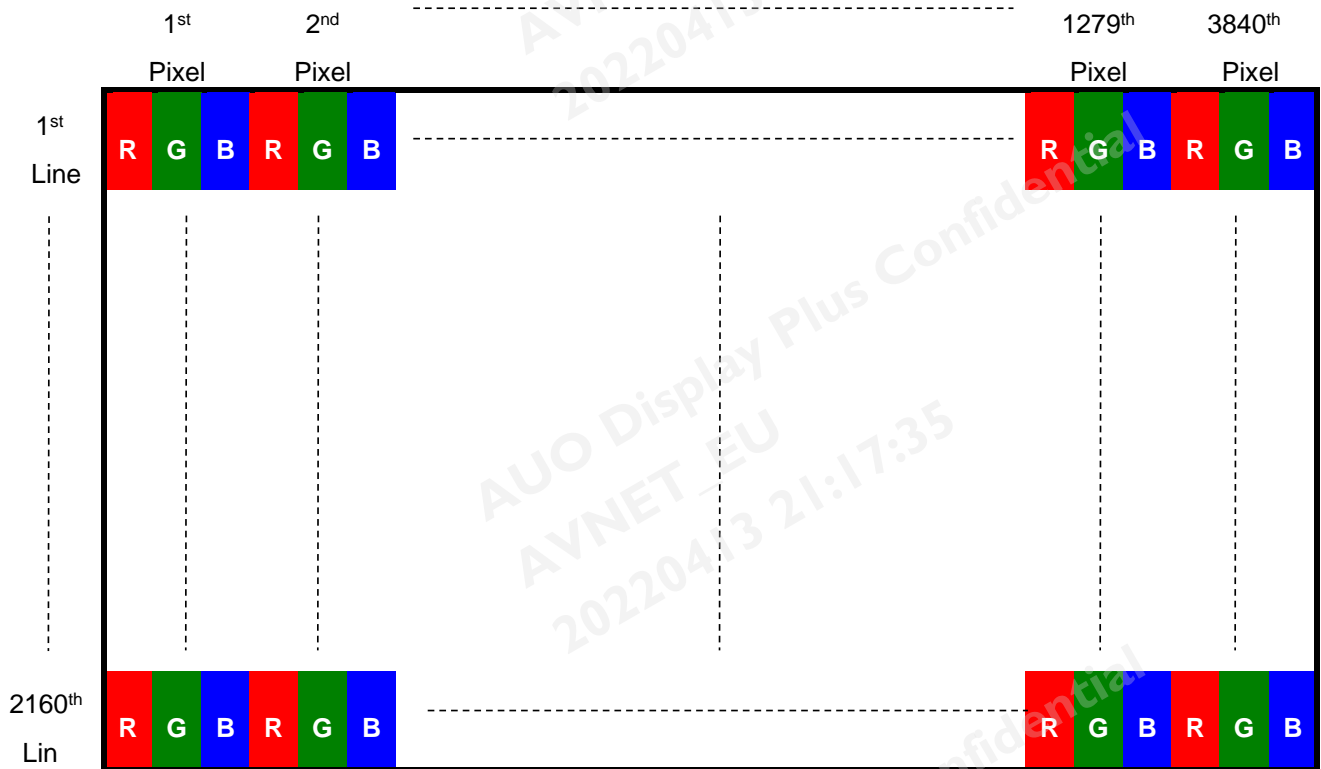 1st 2nd 1279th 3840th
Pixel Pixel Pixel Pixel
1st
Line
R G B R G B R G B R G B
AUO Display Plus Confidential
AVNET_EU
20220413 21:17:35
2160th
Lin
R G B R G B R G B R G B